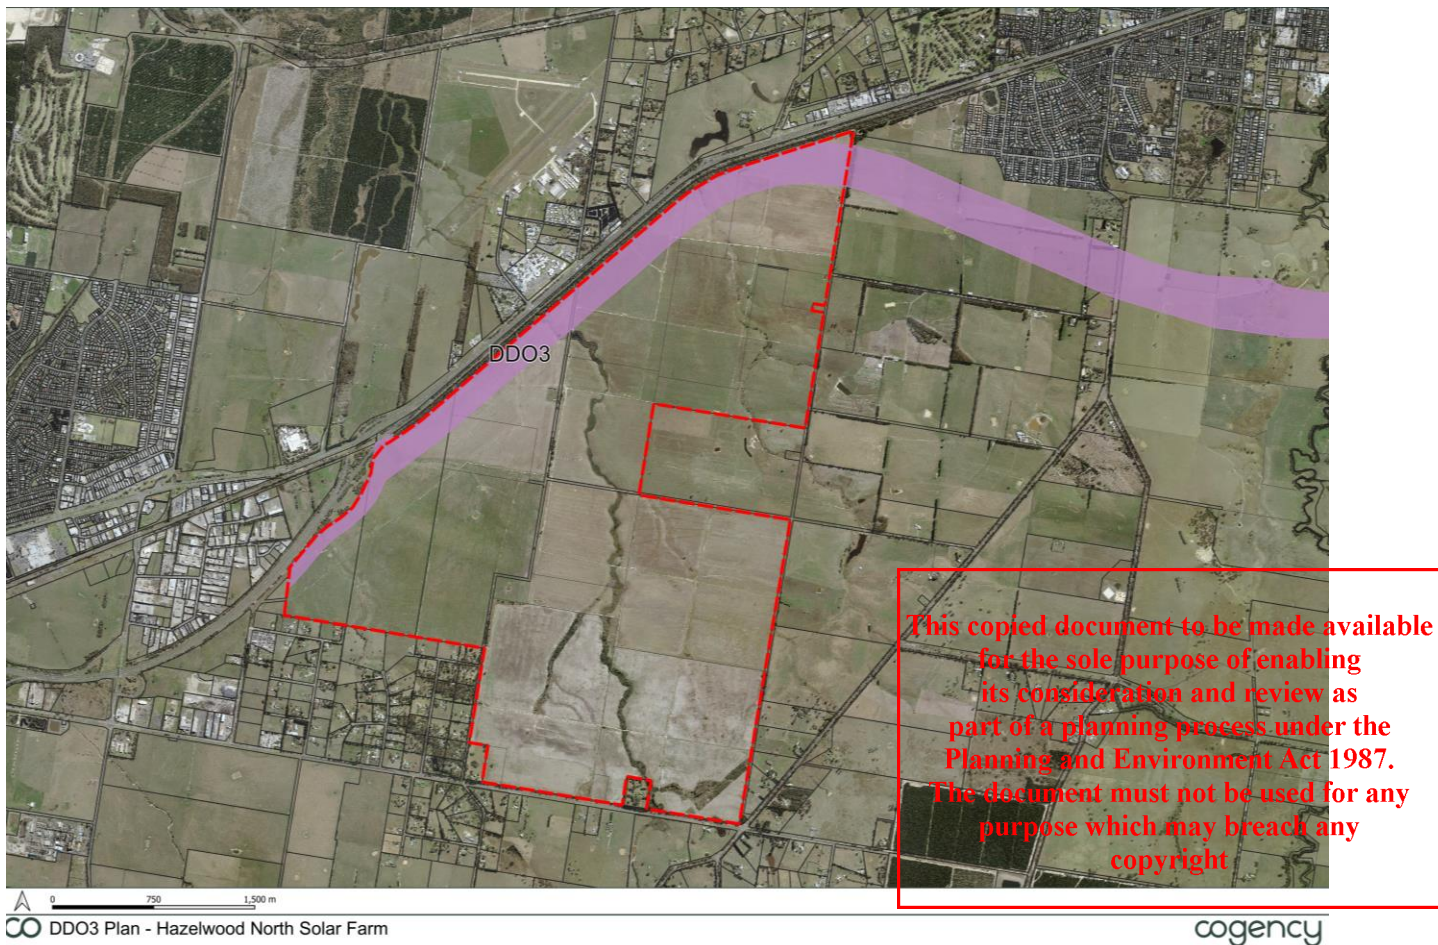 DDO3
This copied document to be made available
for the sole purpose of enabling
its consideration and review as
part of a planning process under the
Planning and Environment Act 1987.
The document must not be used for any
purpose which may breach any
copyright
0 750 1,500 m
CO DDO3 Plan - Hazelwood North Solar Farm
cogency